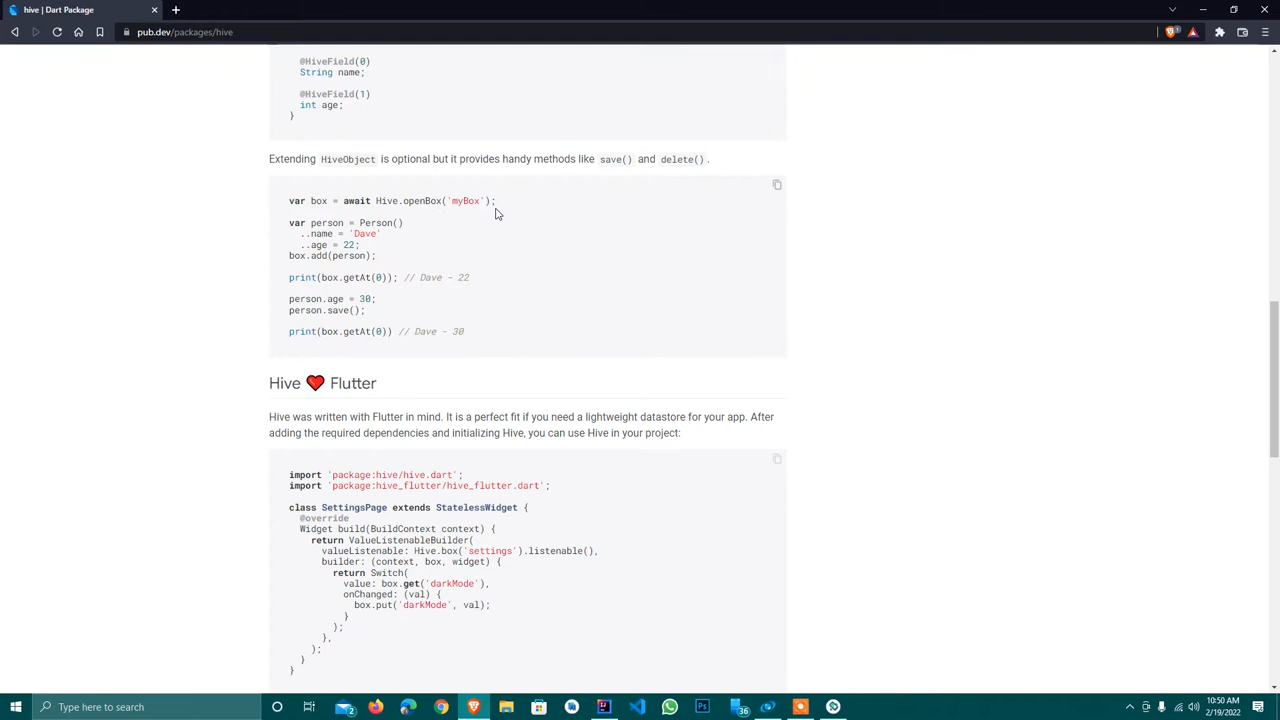 hive | Dart Package
pub.dev/packages/hive
1
@HiveField(0)
String name;
@HiveField(1)
int age;
}
Extending HiveObject is optional but it provides handy methods like save() and delete().
var box = await Hive.openBox('myBox');
var person = Person()
..name = 'Dave'
..age = 22;
box.add(person);
print(box.getAt(0)); // Dave - 22
person.age = 30;
person.save();
print(box.getAt(0)) // Dave - 30
Hive ❤️ Flutter
Hive was written with Flutter in mind. It is a perfect fit if you need a lightweight datastore for your app. After
adding the required dependencies and initializing Hive, you can use Hive in your project:
import 'package:hive/hive.dart';
import 'package:hive_flutter/hive_flutter.dart';
class SettingsPage extends StatelessWidget {
@override
Widget build(BuildContext context) {
return ValueListenableBuilder(
valueListenable: Hive.box('settings').listenable(),
builder: (context, box, widget) {
return Switch(
value: box.get('darkMode'),
onChanged: (val) {
box.put('darkMode', val);
}
);
},
);
}
}
Type here to search
2
Ps
36
10:50 AM
2/19/2022